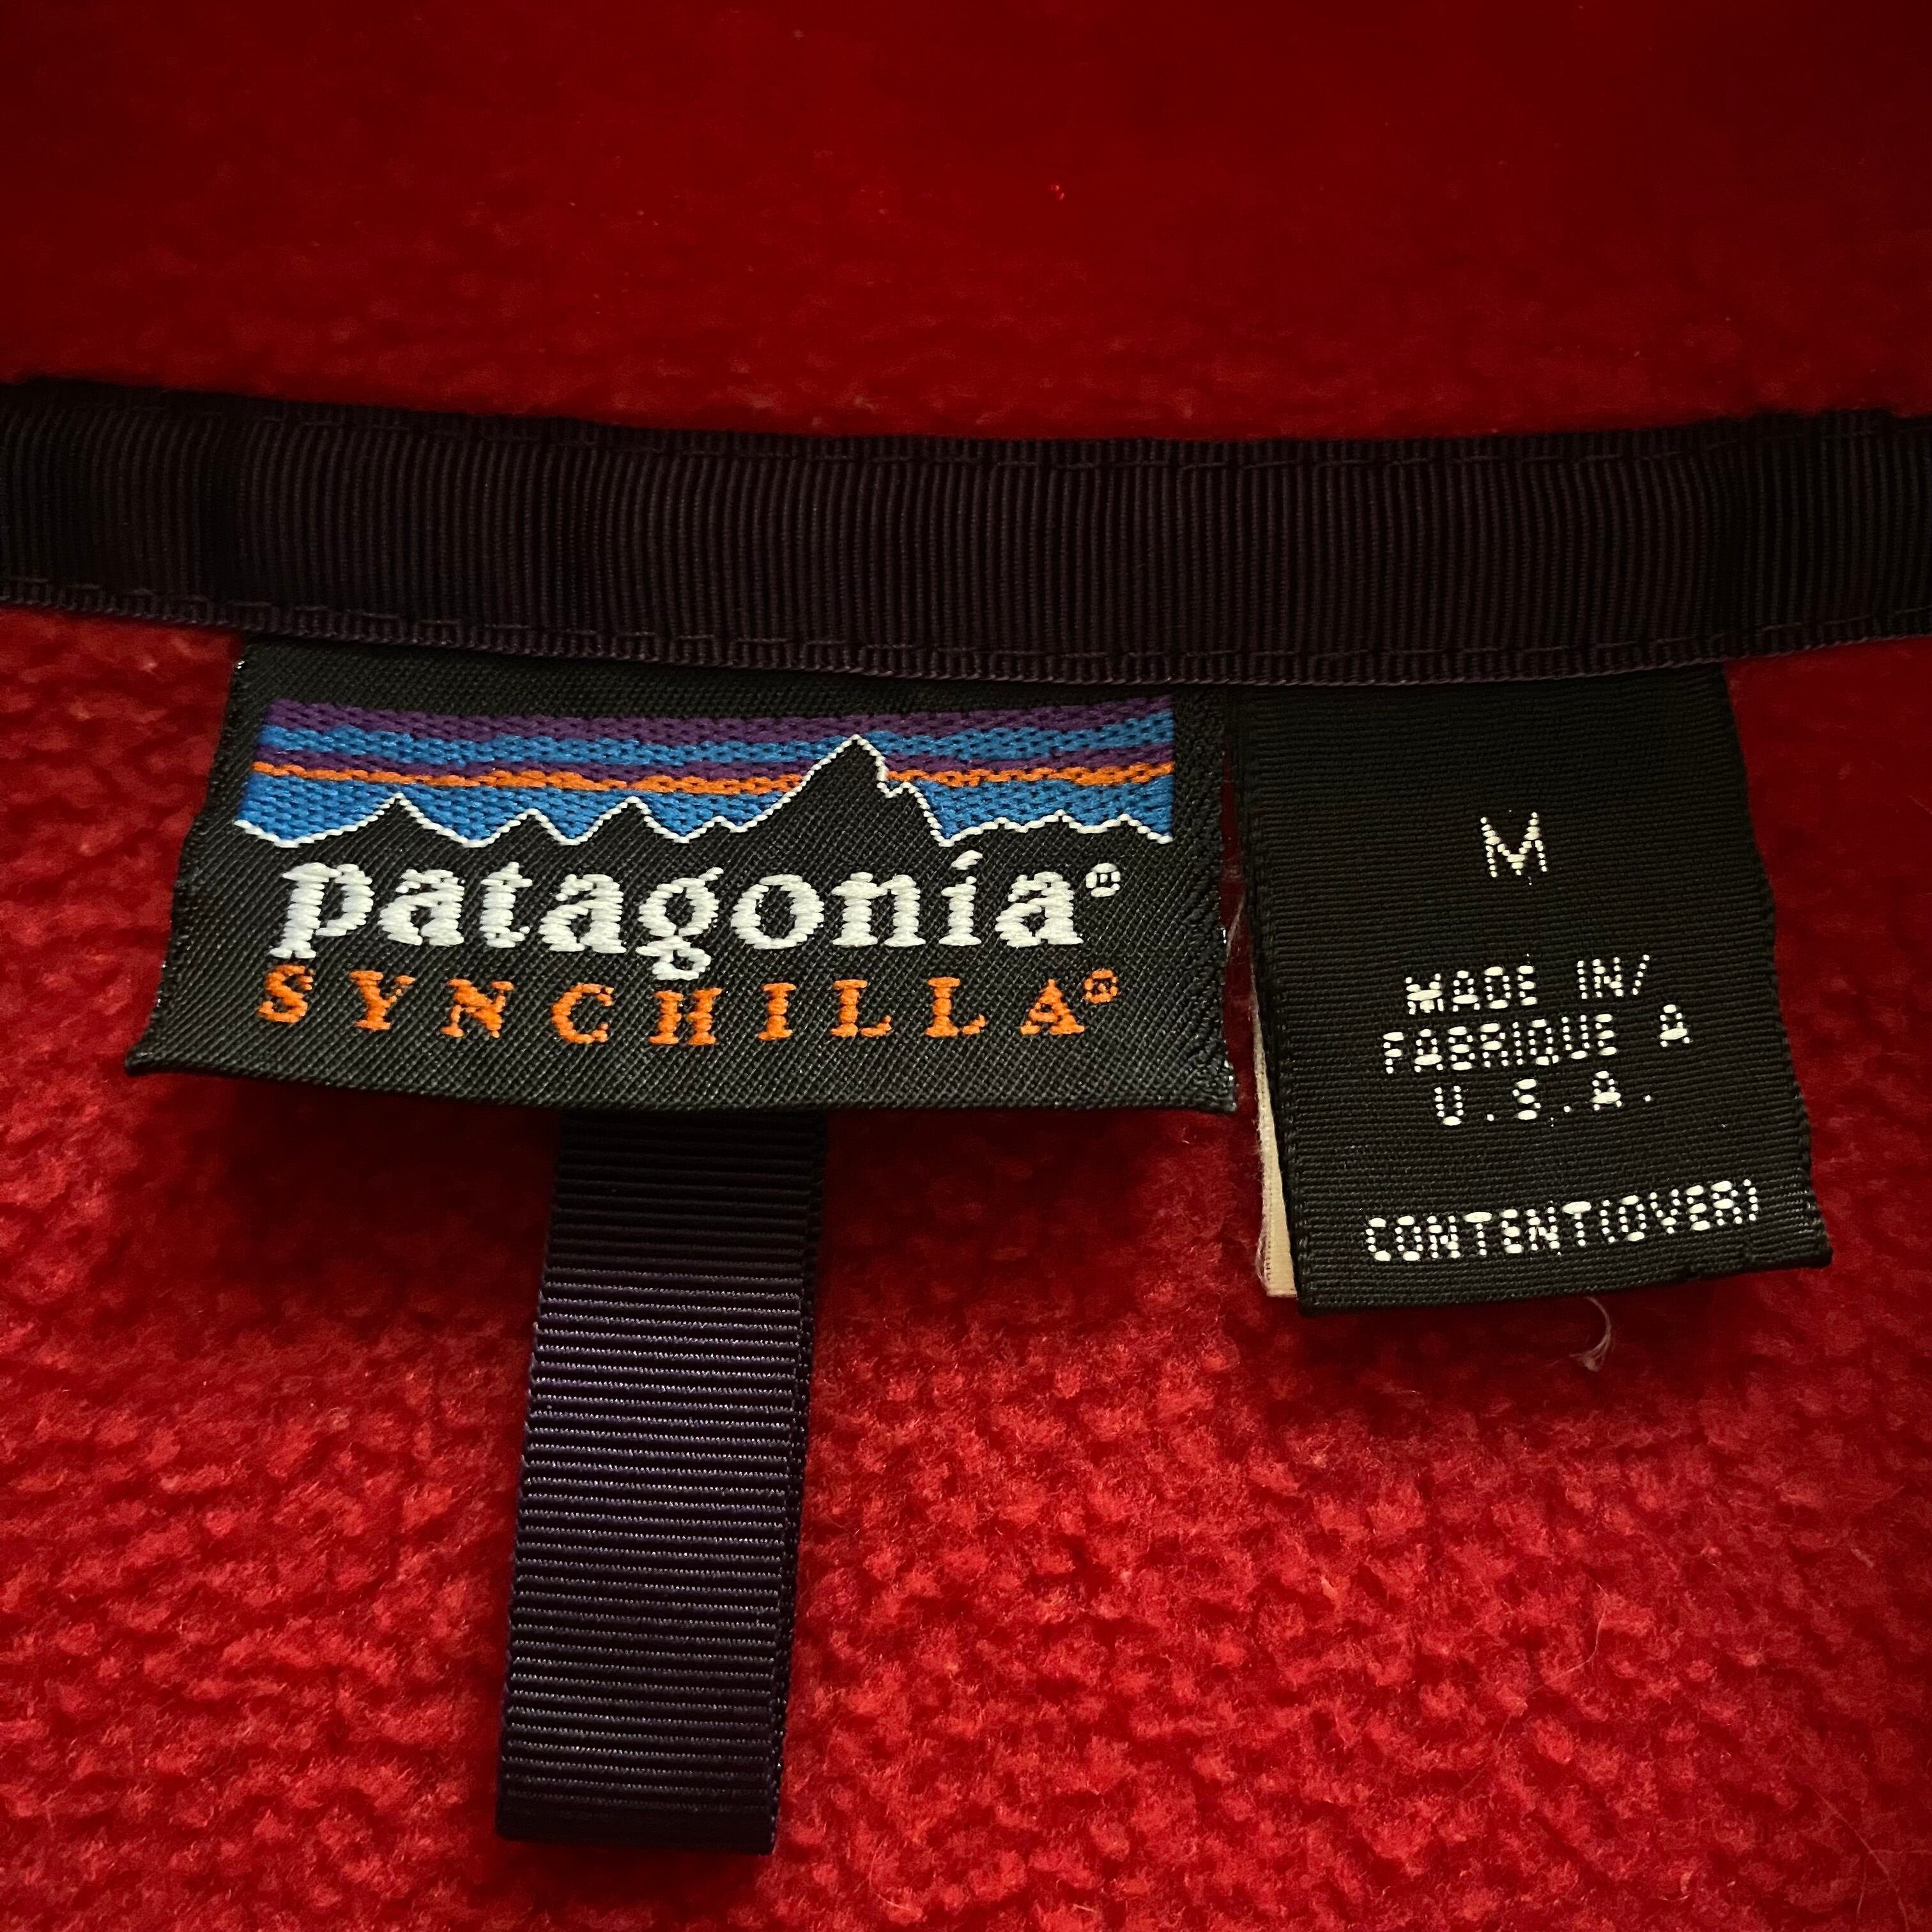 patagonia®
SYNCHILLA®
M
MADE IN/
FABRIQUE A
U.S.A.
CONTENT(OVER)